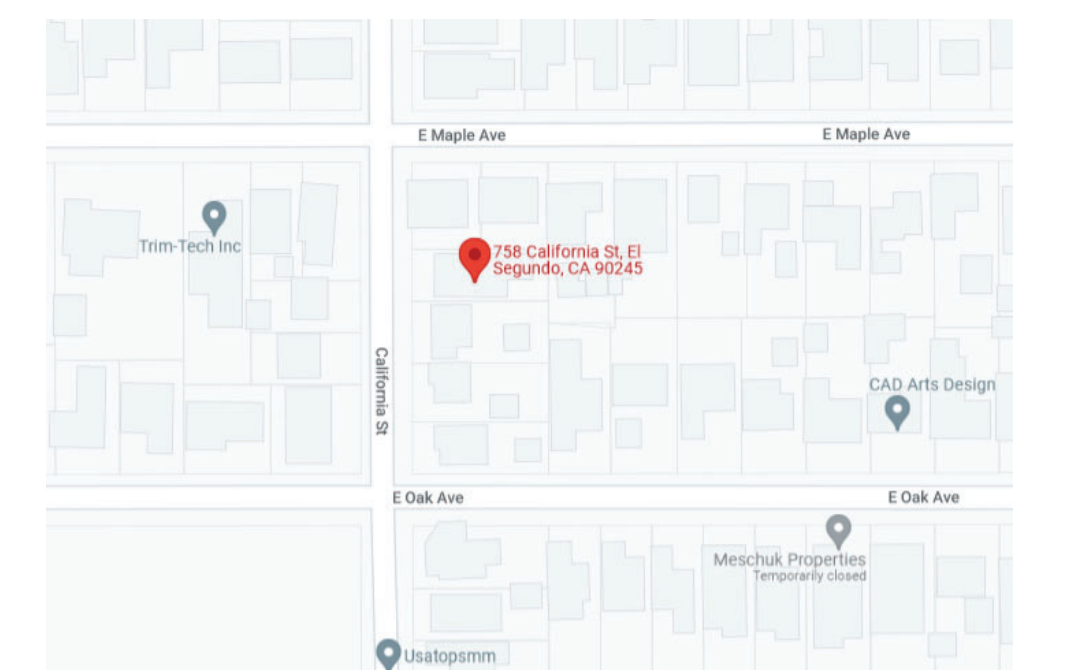 E Maple Ave
E Maple Ave
Trim-Tech Inc
758 California St, El
Segundo, CA 90245
California St
CAD Arts Design
E Oak Ave
E Oak Ave
Meschuk Properties
Temporarily closed
Usatopsmm